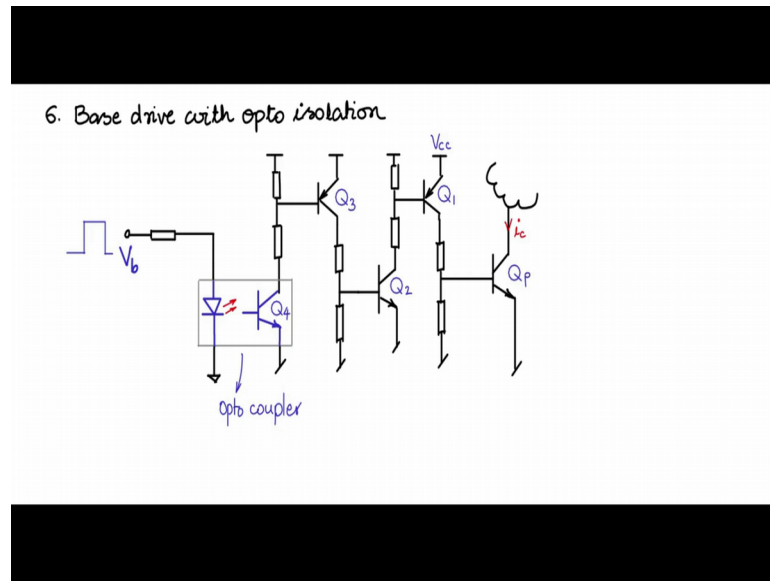 6. Base drive with opto isolation
Vcc
Q3
Q1
ic
Vb
Q4
Q2
Qp
Opto coupler